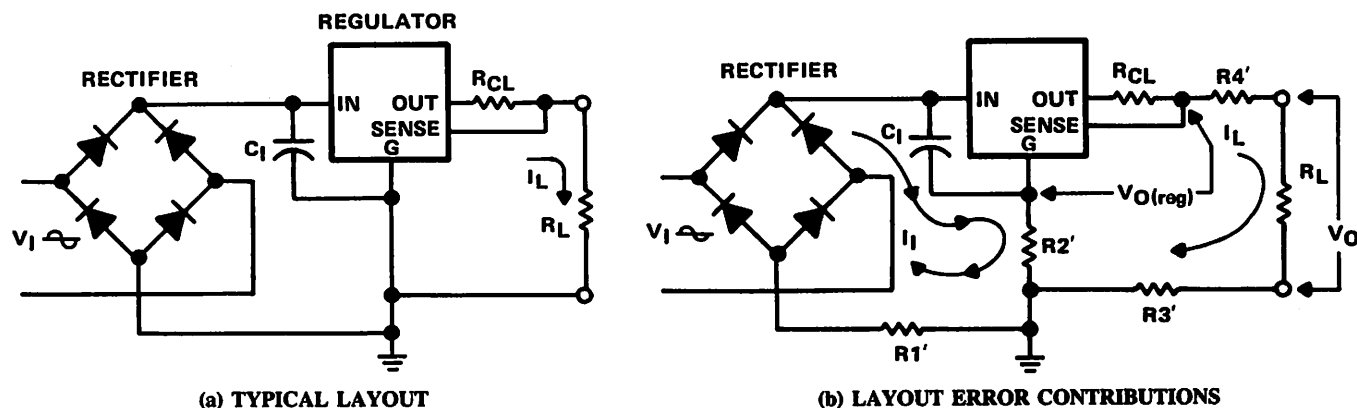 REGULATOR
RECTIFIER
IN
OUT
SENSE
G
RCL
CI
IL
RL
VI
(a) TYPICAL LAYOUT
RECTIFIER
IN
OUT
SENSE
G
RCL
R4'
CI
IL
RL
VO(reg)
VO
VI
II
R2'
R3'
R1'
(b) LAYOUT ERROR CONTRIBUTIONS